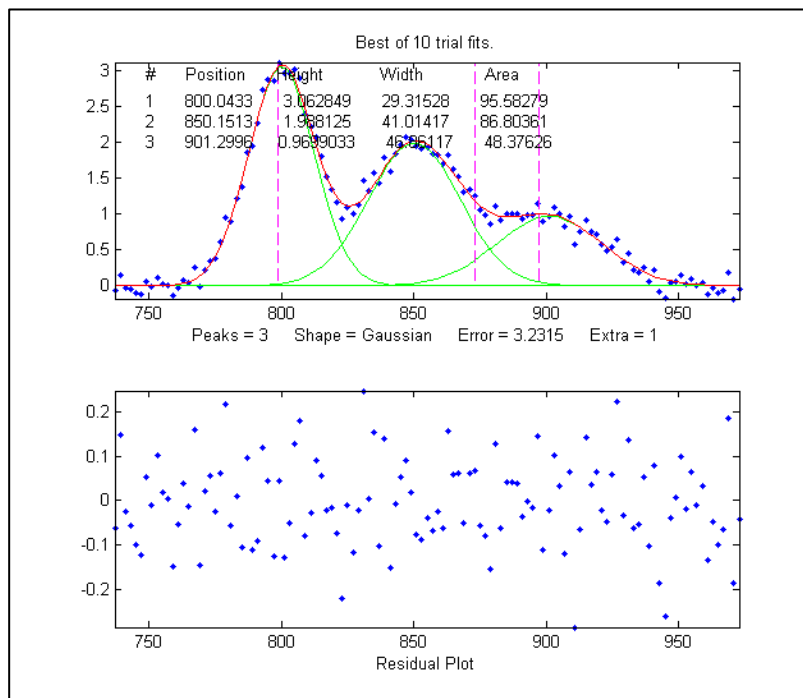 Best of 10 trial fits.
# Position Height Width Area
1 800.0433 3.062849 29.31528 95.58279
2 850.1513 1.988125 41.01417 86.80361
3 901.2996 0.9639033 46.86117 48.37626
3
2.5
2
1.5
1
0.5
0
750 800 850 900 950
Peaks = 3 Shape = Gaussian Error = 3.2315 Extra = 1
0.2
0.1
0
-0.1
-0.2
750 800 850 900 950
Residual Plot